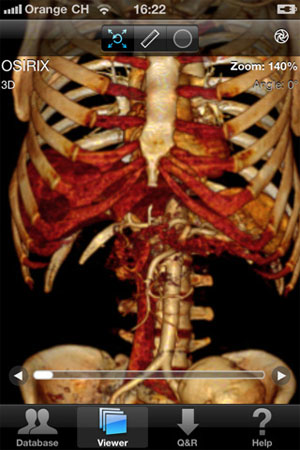 Orange CH 16:22
OSIRIX Zoom: 140%
3D Angle: 0°
Database Viewer Q&R Help